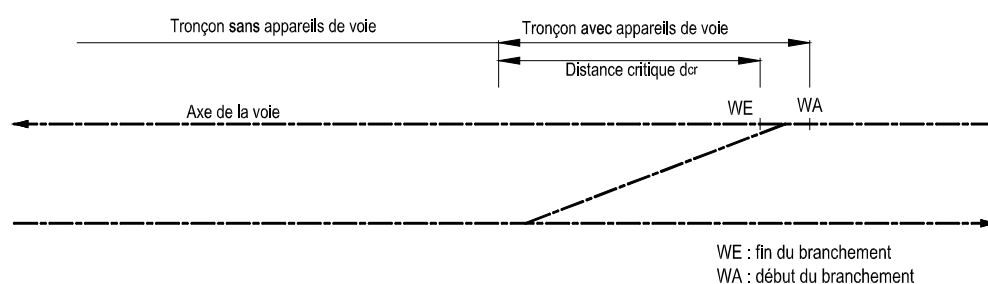 Tronçon sans appareils de voie
Tronçon avec appareils de voie
Distance critique dcr
Axe de la voie
WE
WA
WE : fin du branchement
WA : début du branchement